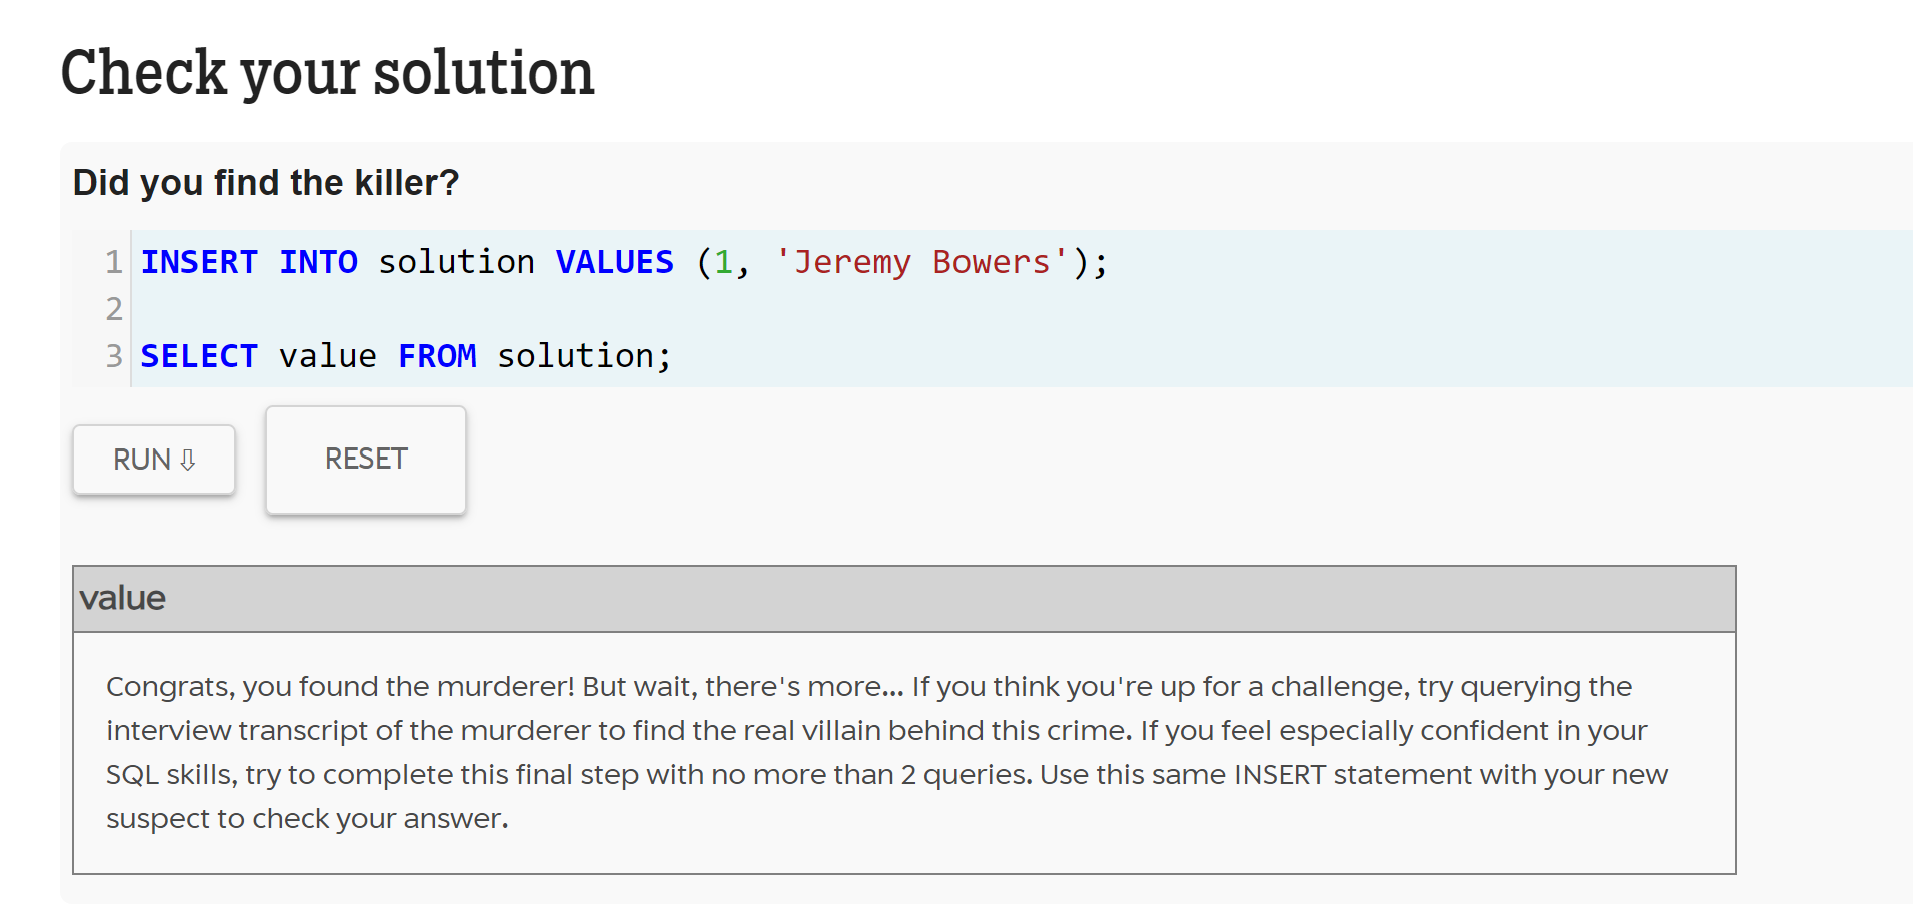 Check your solution
Did you find the killer?
1 INSERT INTO solution VALUES (1, 'Jeremy Bowers');
2
3 SELECT value FROM solution;
RUN ⇩ RESET
value
Congrats, you found the murderer! But wait, there's more... If you think you're up for a challenge, try querying the
interview transcript of the murderer to find the real villain behind this crime. If you feel especially confident in your
SQL skills, try to complete this final step with no more than 2 queries. Use this same INSERT statement with your new
suspect to check your answer.